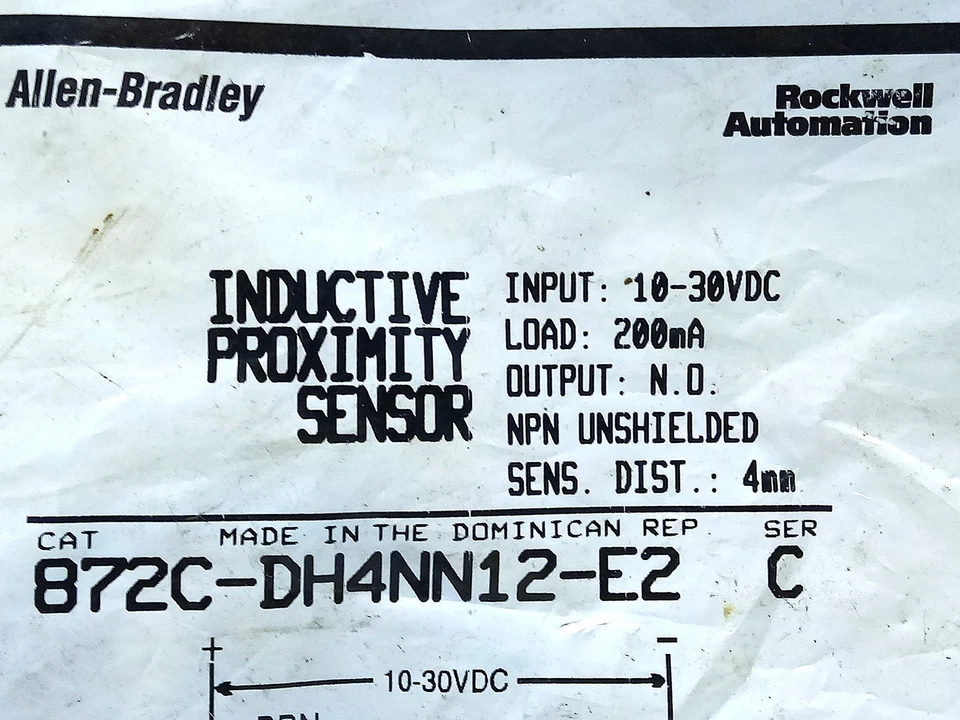 Allen-Bradley
Rockwell
Automation
INDUCTIVE
PROXIMITY
SENSOR
INPUT: 10-30VDC
LOAD: 200mA
OUTPUT: N.O.
NPN UNSHIELDED
SENS. DIST.: 4mm
CAT MADE IN THE DOMINICAN REP. SER
872C-DH4NN12-E2 C
+ −
10-30VDC